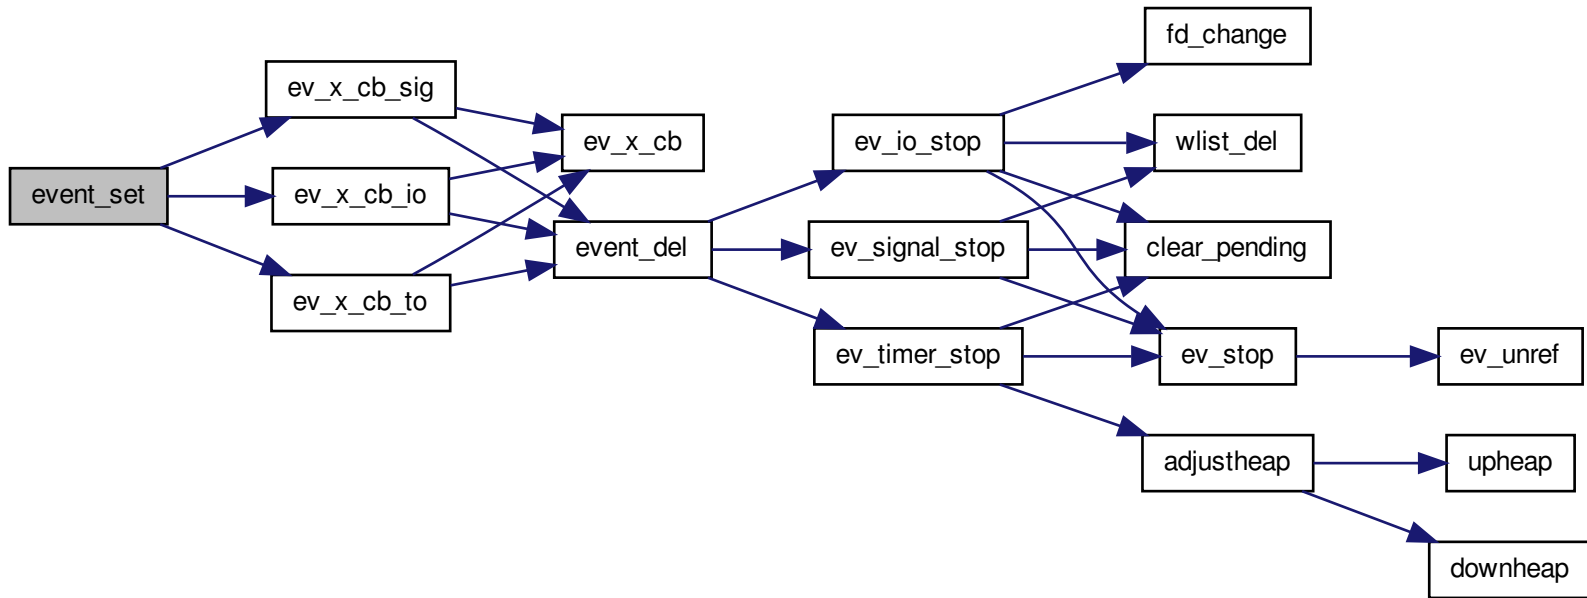 event_set
ev_x_cb_sig
ev_x_cb_io
ev_x_cb_to
ev_x_cb
event_del
ev_io_stop
ev_signal_stop
ev_timer_stop
fd_change
wlist_del
clear_pending
ev_stop
adjustheap
ev_unref
upheap
downheap